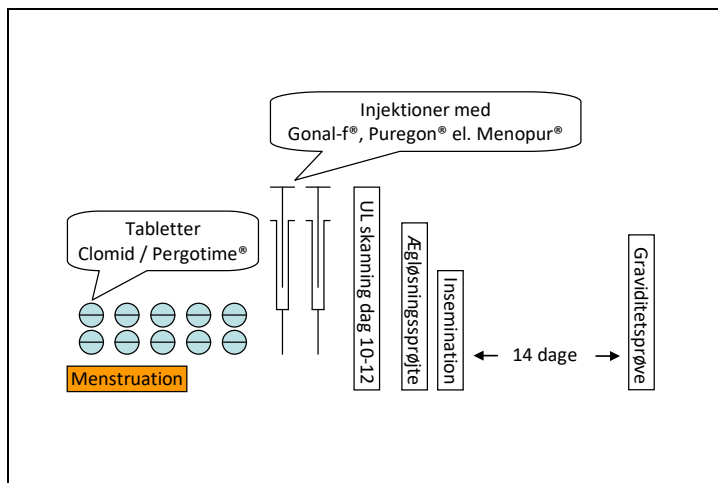 Injektioner med
Gonal-f®, Puregon® el. Menopur®
Tabletter
Clomid / Pergotime®
Menstruation
UL skanning dag 10-12
Ægløsningssprøjte
Insemination
14 dage
Graviditetsprøve